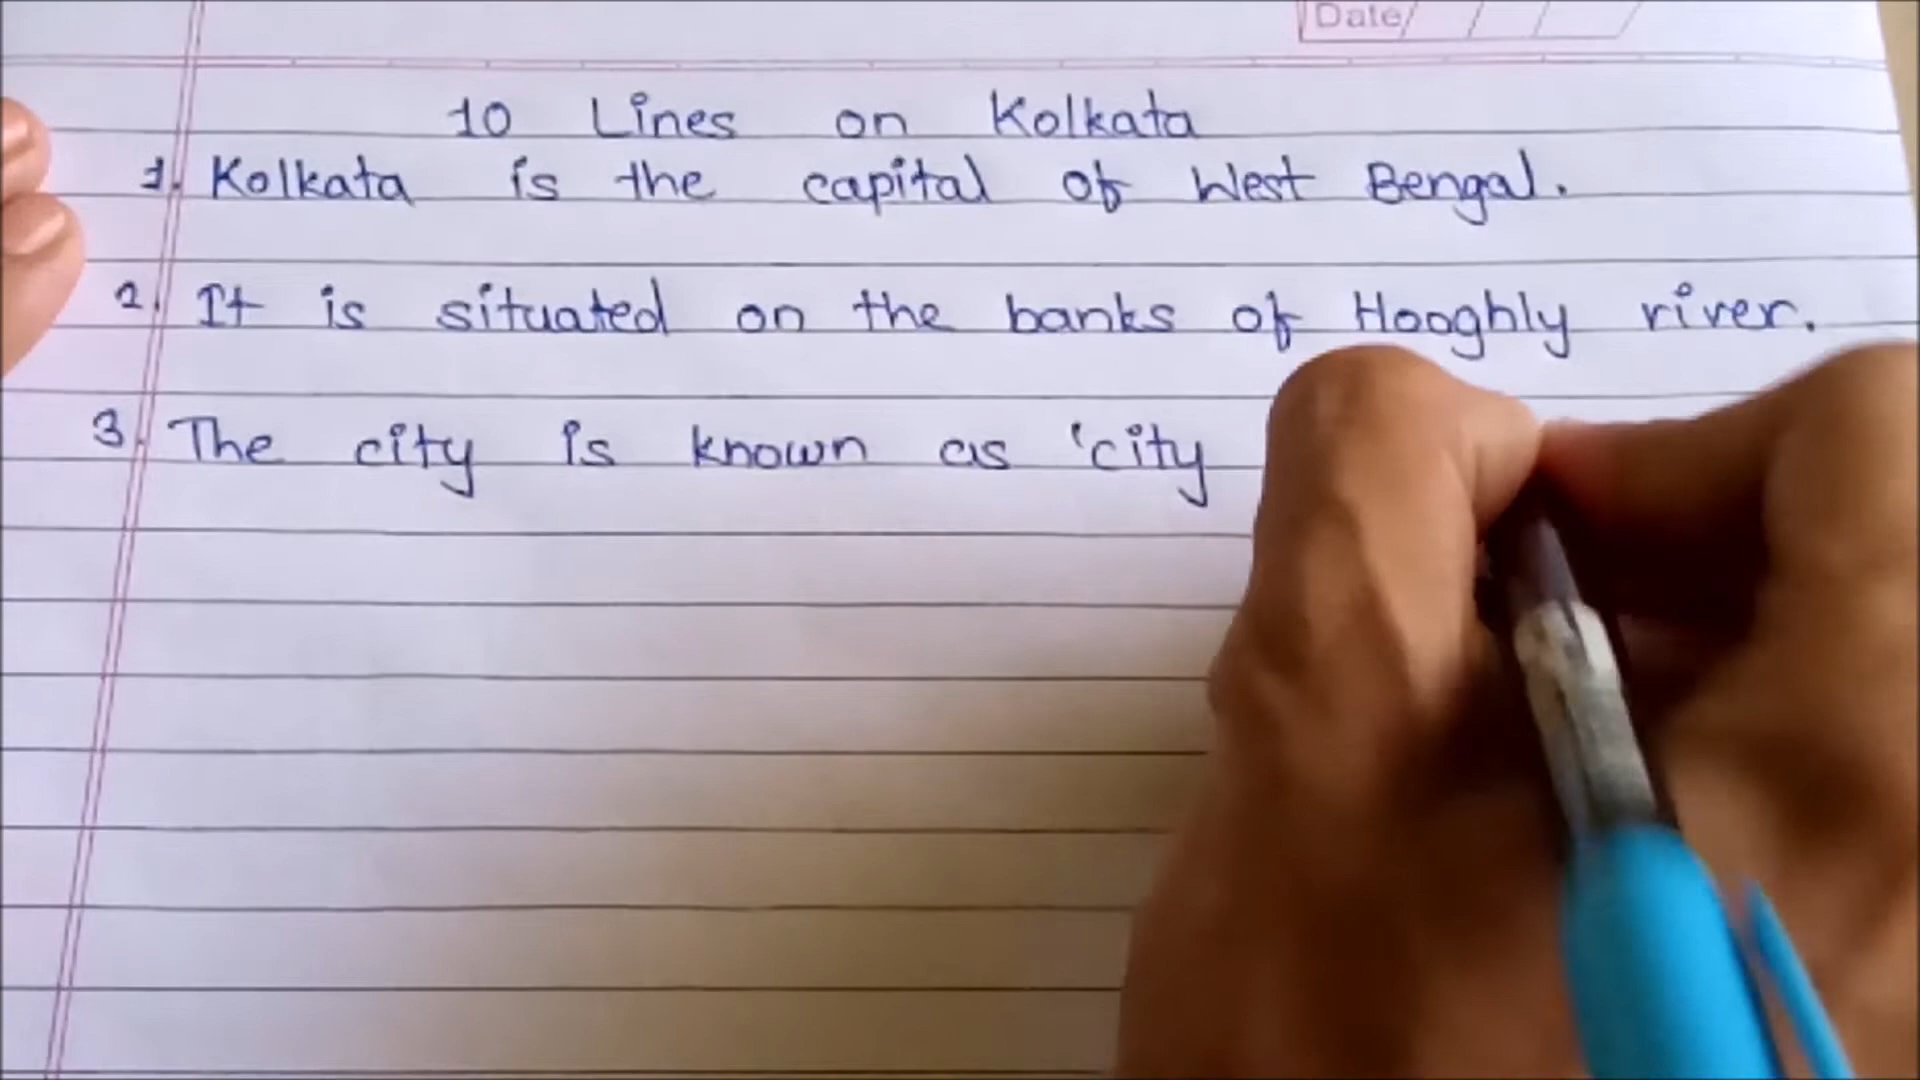 Date
10 Lines on Kolkata
1. Kolkata is the capital of West Bengal.
2. It is situated on the banks of Hooghly river.
3. The city is known as 'city